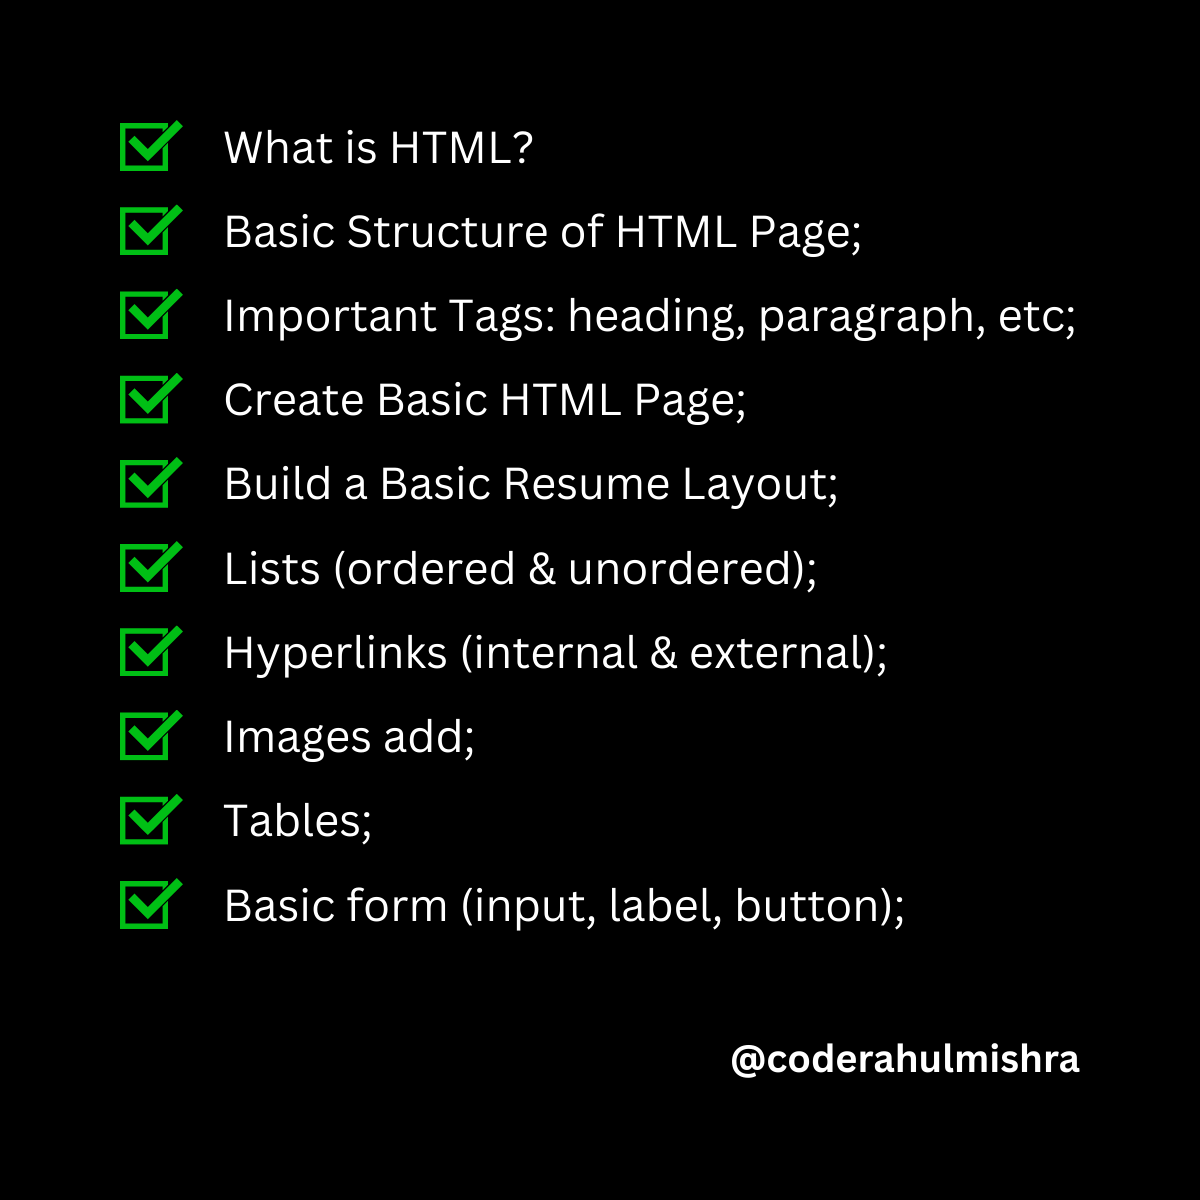 What is HTML?
Basic Structure of HTML Page;
Important Tags: heading, paragraph, etc;
Create Basic HTML Page;
Build a Basic Resume Layout;
Lists (ordered & unordered);
Hyperlinks (internal & external);
Images add;
Tables;
Basic form (input, label, button);
@coderahulmishra